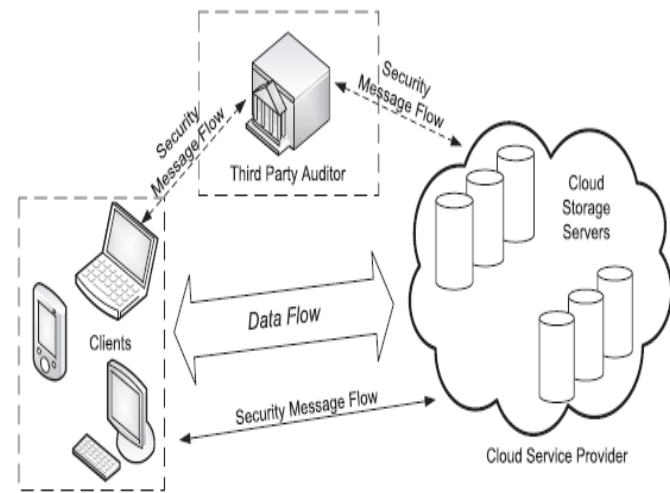 Security
Message Flow
Security
Message Flow
Third Party Auditor
Cloud
Storage
Servers
Data Flow
Clients
Security Message Flow
Cloud Service Provider